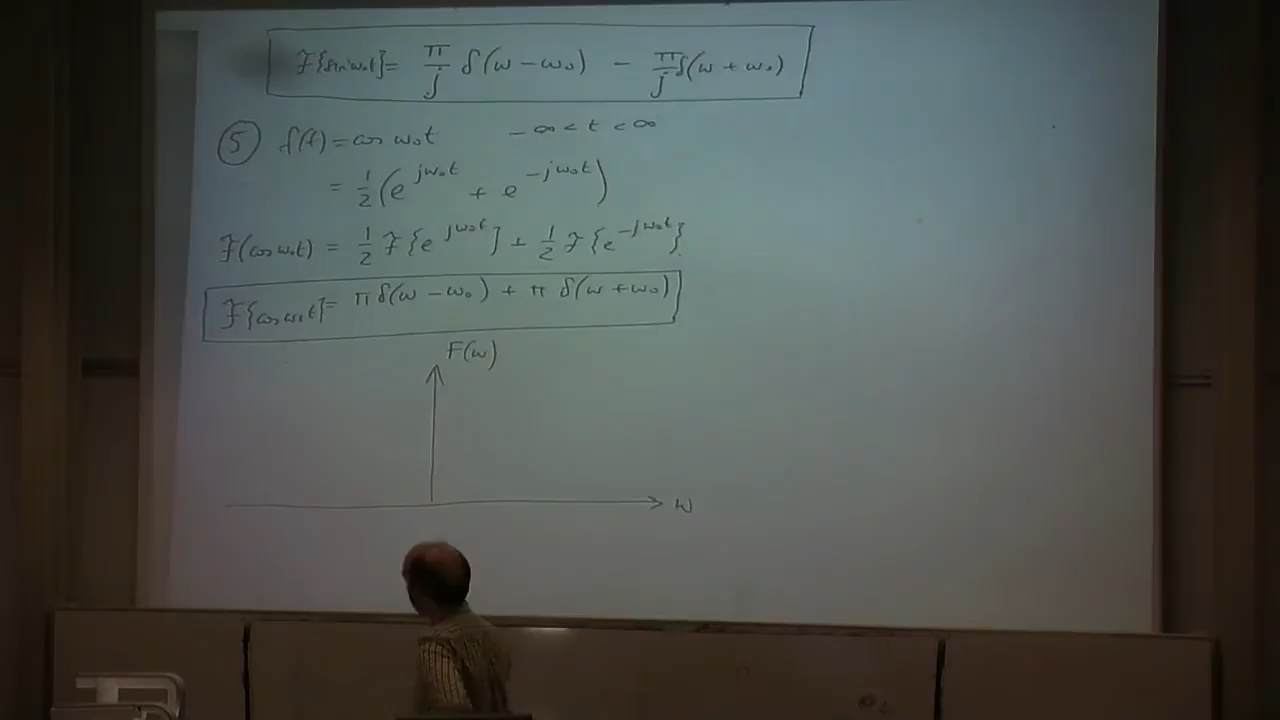 ℱ{sin ω₀t} = π/j δ(ω − ω₀) − π/j δ(ω + ω₀)
⑤ f(t) = cos ω₀t −∞ < t < ∞
= 1/2 (e^{jω₀t} + e^{−jω₀t})
ℱ(cos ω₀t) = 1/2 ℱ{e^{jω₀t}} + 1/2 ℱ{e^{−jω₀t}}
ℱ{cos ω₀t} = π δ(ω − ω₀) + π δ(ω + ω₀)
F(ω)
ω